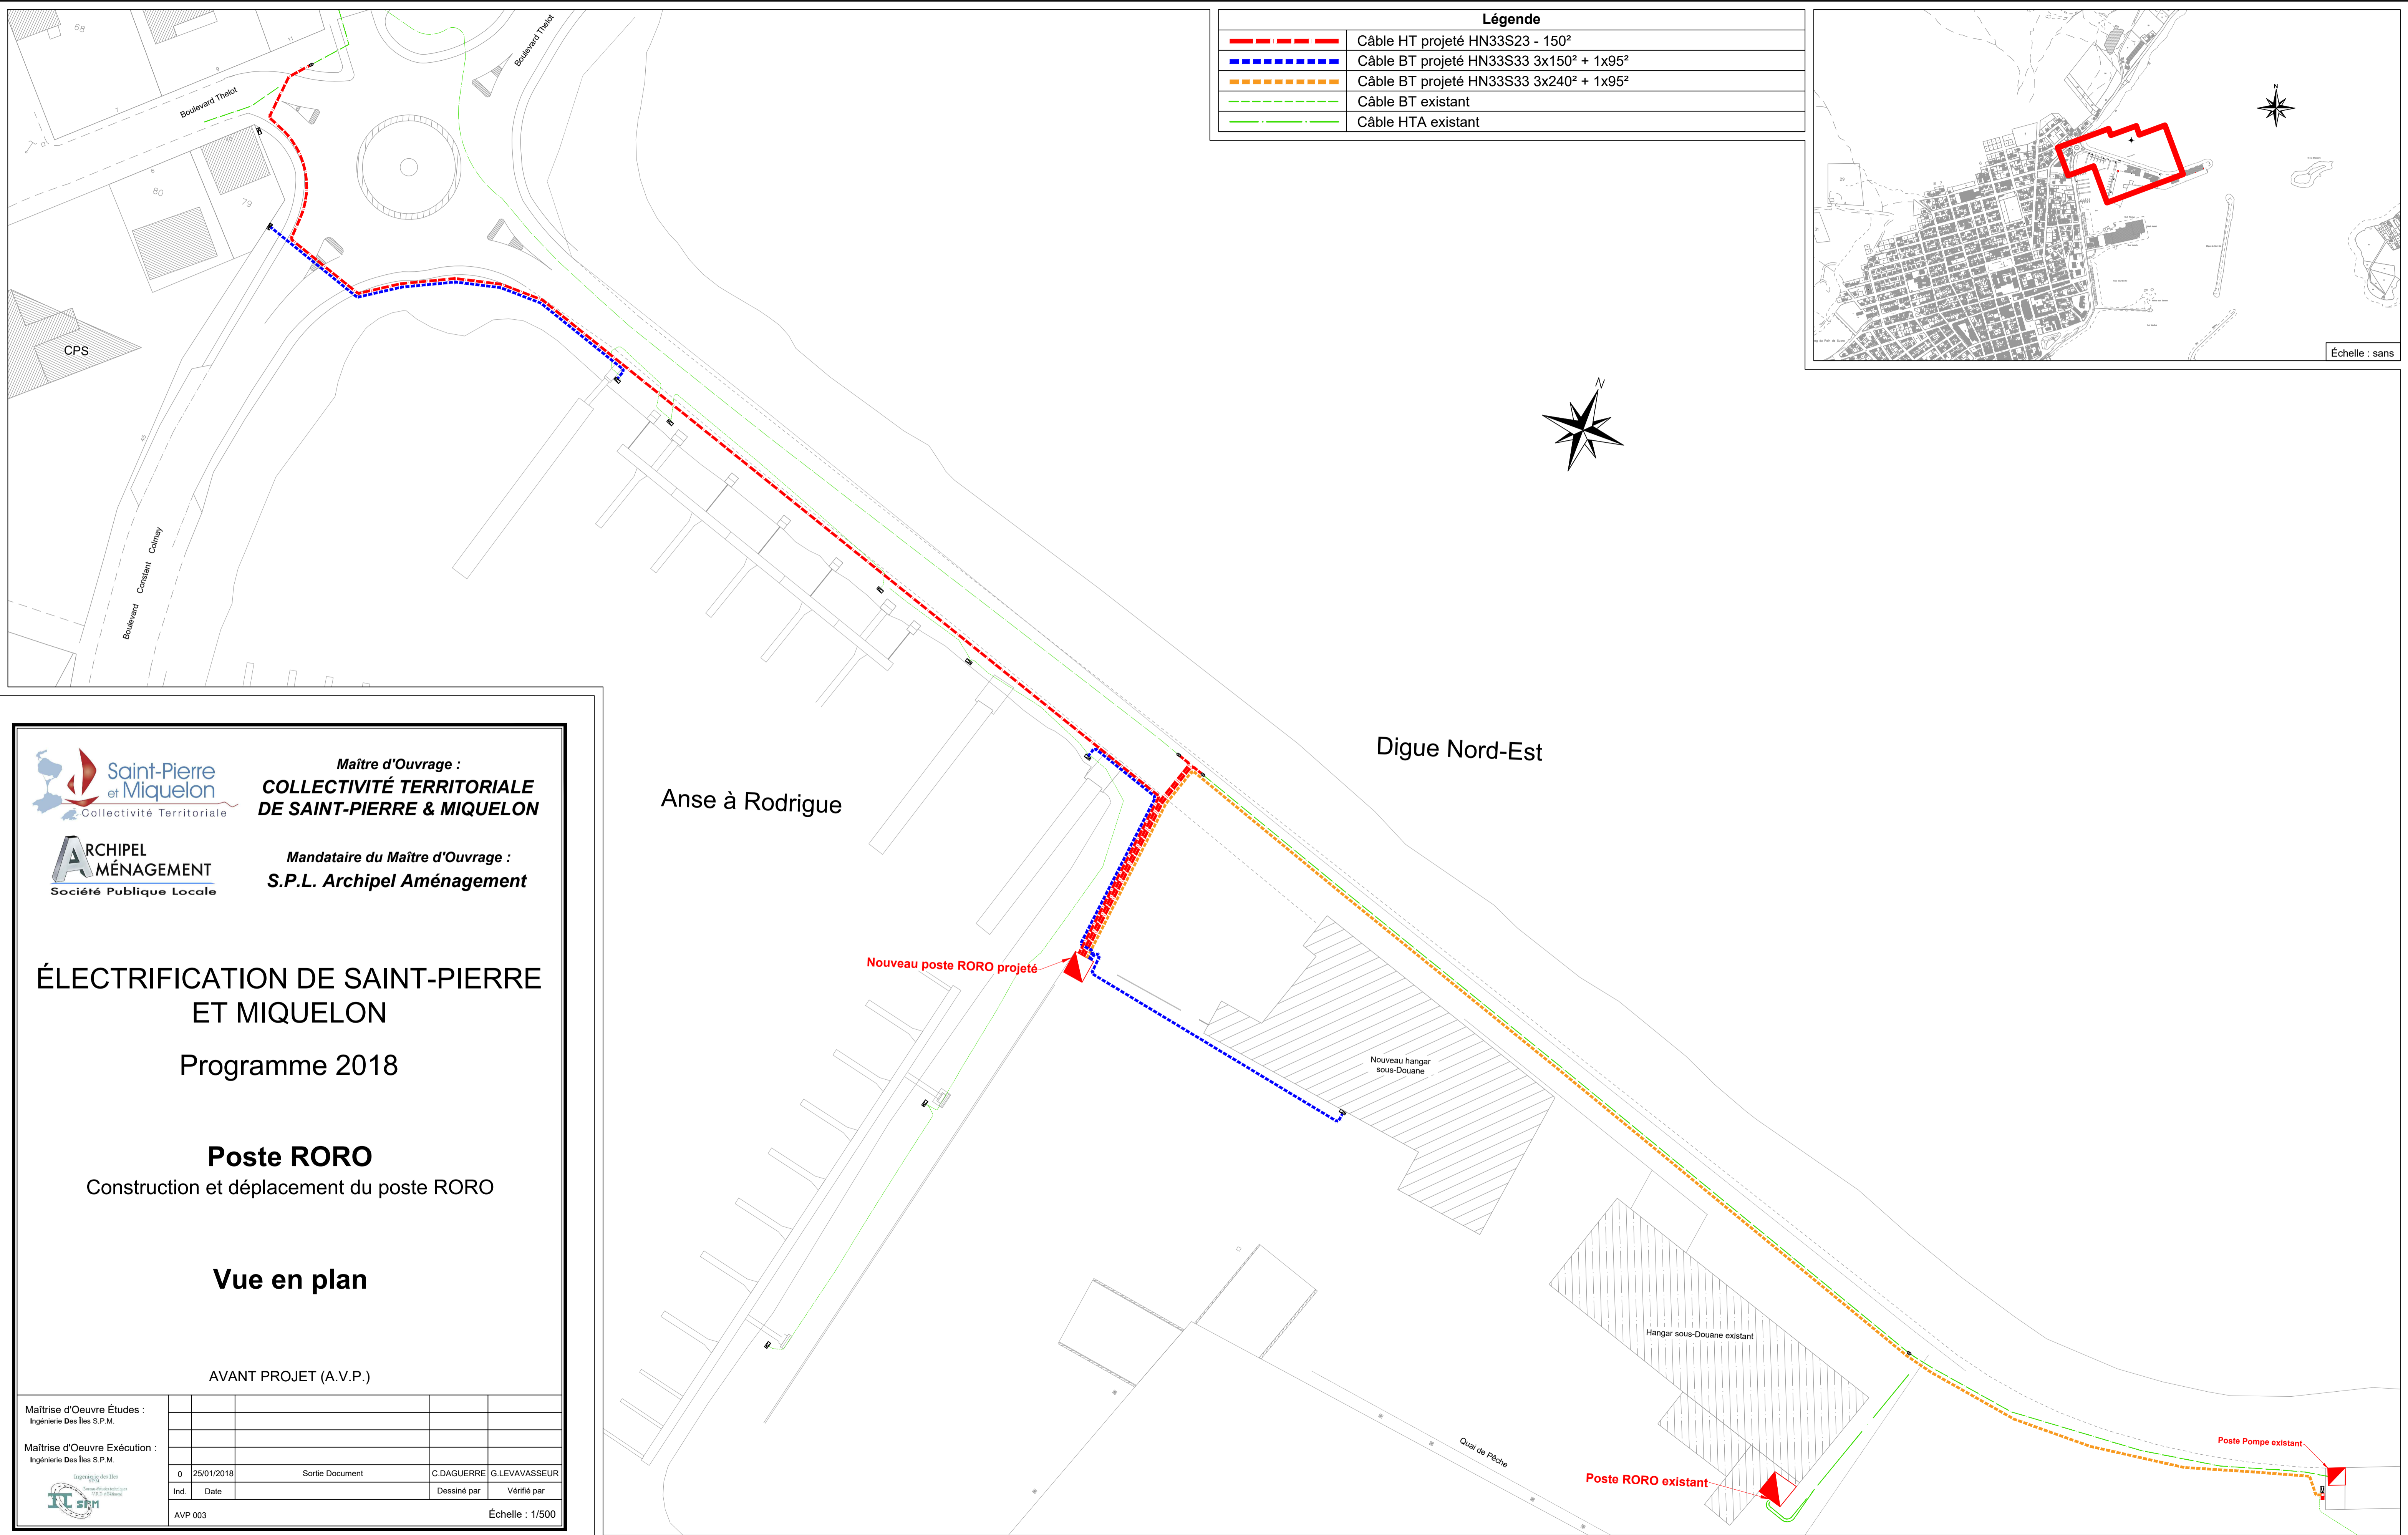 Légende
Câble HT projeté HN33S23 - 150²
Câble BT projeté HN33S33 3x150² + 1x95²
Câble BT projeté HN33S33 3x240² + 1x95²
Câble BT existant
Câble HTA existant
N
Échelle : sans
68
11
9
7
Boulevard Thelot
Boulevard Thelot
80
79
CPS
45
Boulevard Constant Colmay
N
Digue Nord-Est
Anse à Rodrigue
Nouveau poste RORO projeté
Nouveau hangar
sous-Douane
Hangar sous-Douane existant
Quai de Pêche
Poste RORO existant
Poste Pompe existant
Saint-Pierre
et Miquelon
Collectivité Territoriale
Maître d'Ouvrage :
COLLECTIVITÉ TERRITORIALE
DE SAINT-PIERRE & MIQUELON
ARCHIPEL
AMÉNAGEMENT
Société Publique Locale
Mandataire du Maître d'Ouvrage :
S.P.L. Archipel Aménagement
ÉLECTRIFICATION DE SAINT-PIERRE
ET MIQUELON
Programme 2018
Poste RORO
Construction et déplacement du poste RORO
Vue en plan
AVANT PROJET (A.V.P.)
Maîtrise d'Oeuvre Études :
Ingénierie Des Îles S.P.M.
Maîtrise d'Oeuvre Exécution :
Ingénierie Des Îles S.P.M.
0 25/01/2018 Sortie Document C.DAGUERRE G.LEVAVASSEUR
Ind. Date Dessiné par Vérifié par
AVP 003 Échelle : 1/500